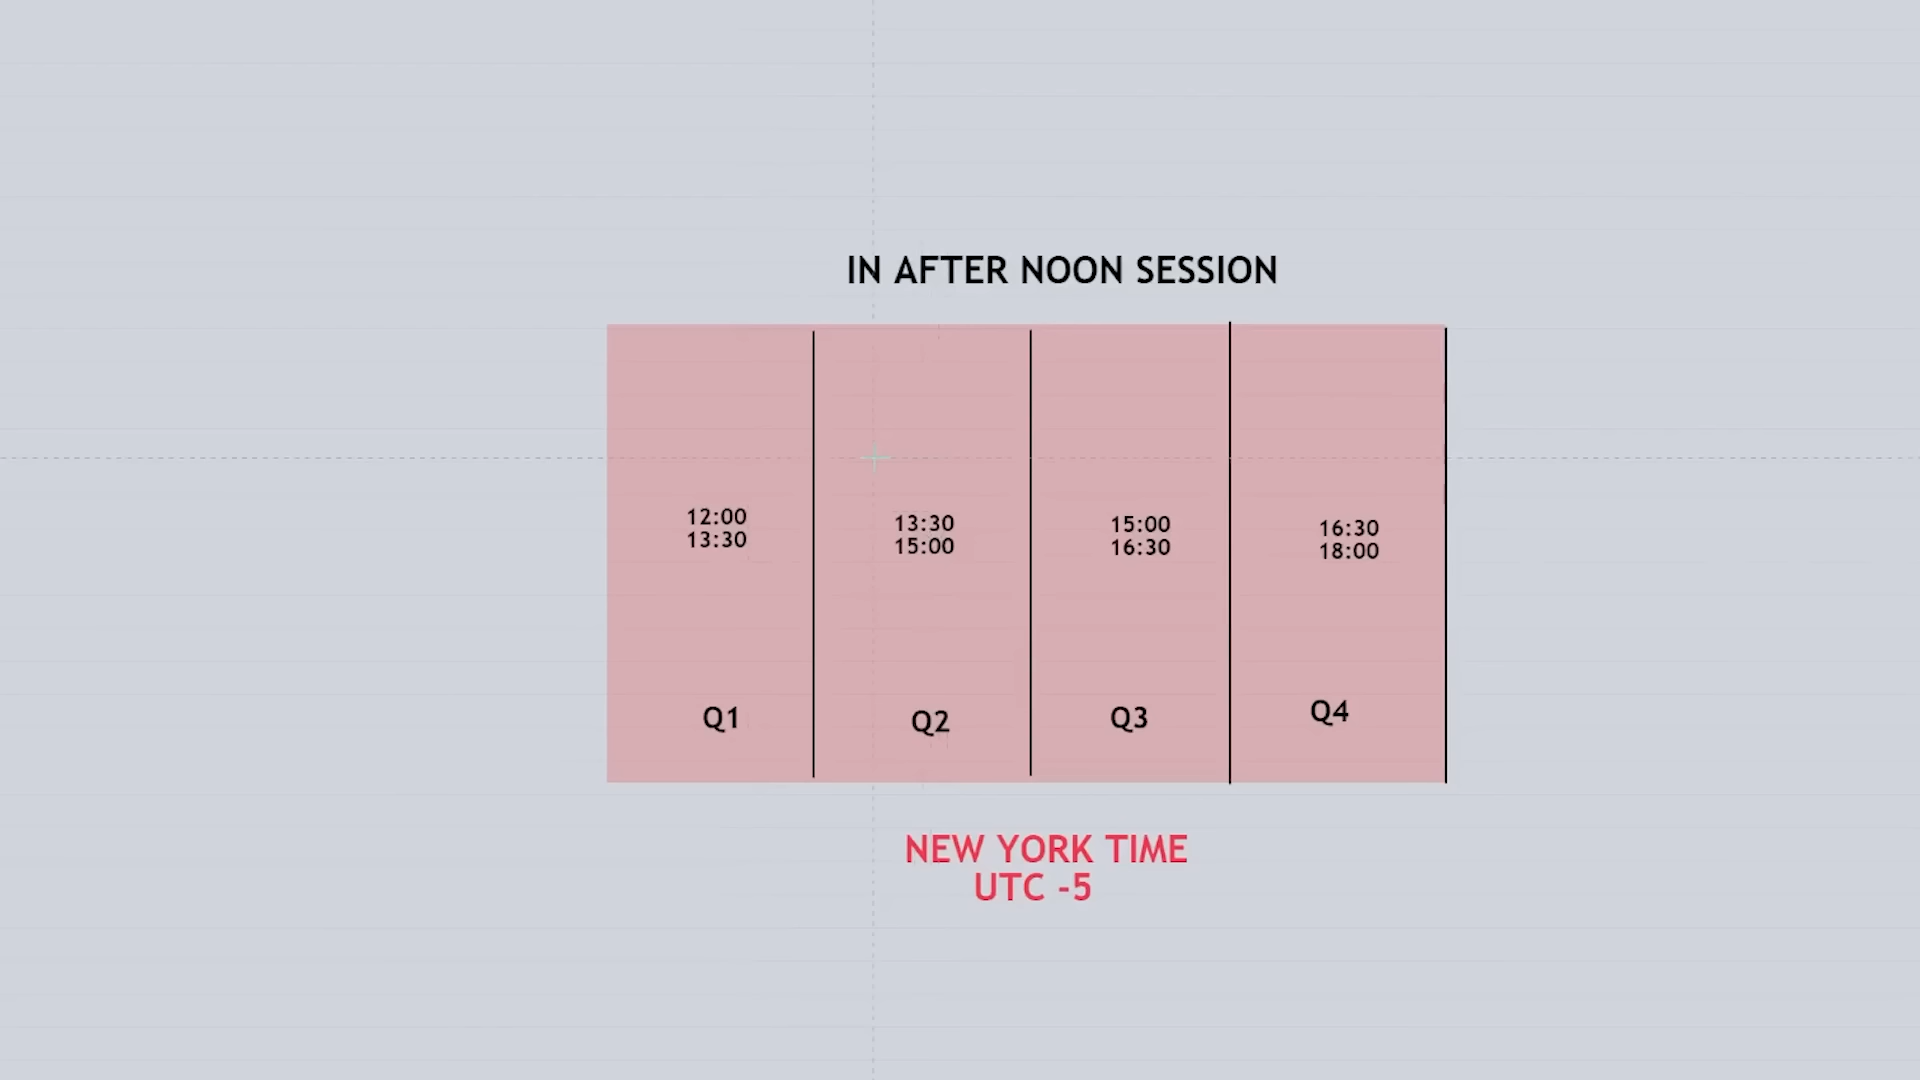 IN AFTER NOON SESSION
12:00
13:30
13:30
15:00
15:00
16:30
16:30
18:00
Q1
Q2
Q3
Q4
NEW YORK TIME
UTC -5